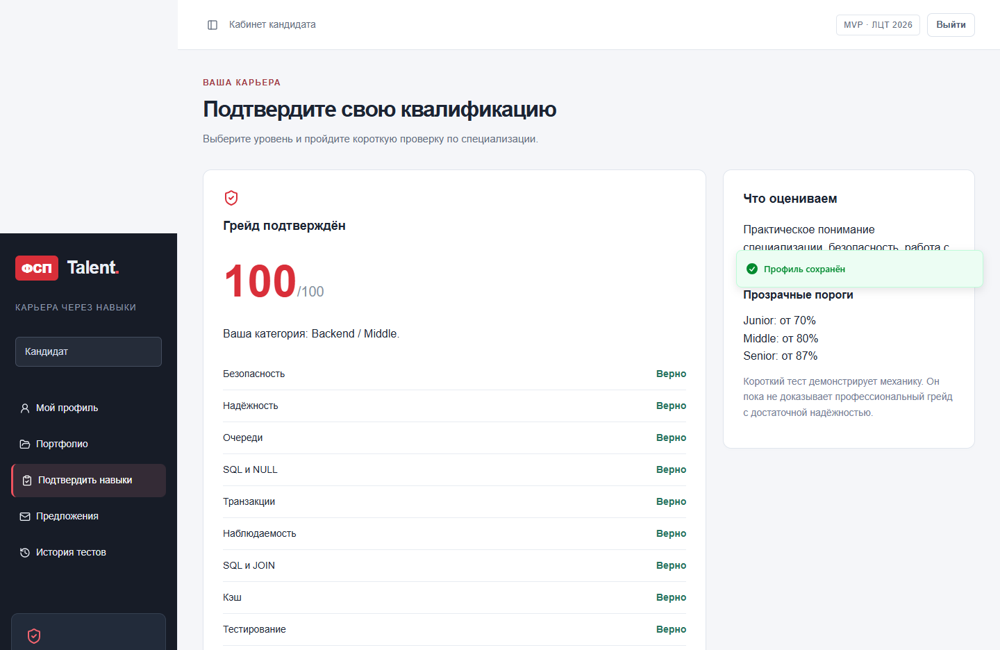 Кабинет кандидата
MVP · ЛЦТ 2026
Выйти
ВАША КАРЬЕРА
Подтвердите свою квалификацию
Выберите уровень и пройдите короткую проверку по специализации.
ФСП Talent.
КАРЬЕРА ЧЕРЕЗ НАВЫКИ
Кандидат
Мой профиль
Портфолио
Подтвердить навыки
Предложения
История тестов
Грейд подтверждён
100/100
Ваша категория: Backend / Middle.
Безопасность Верно
Надёжность Верно
Очереди Верно
SQL и NULL Верно
Транзакции Верно
Наблюдаемость Верно
SQL и JOIN Верно
Кэш Верно
Тестирование Верно
Что оцениваем
Практическое понимание
специализации, безопасность, работа с
Профиль сохранён
Прозрачные пороги
Junior: от 70%
Middle: от 80%
Senior: от 87%
Короткий тест демонстрирует механику. Он
пока не доказывает профессиональный грейд
с достаточной надёжностью.